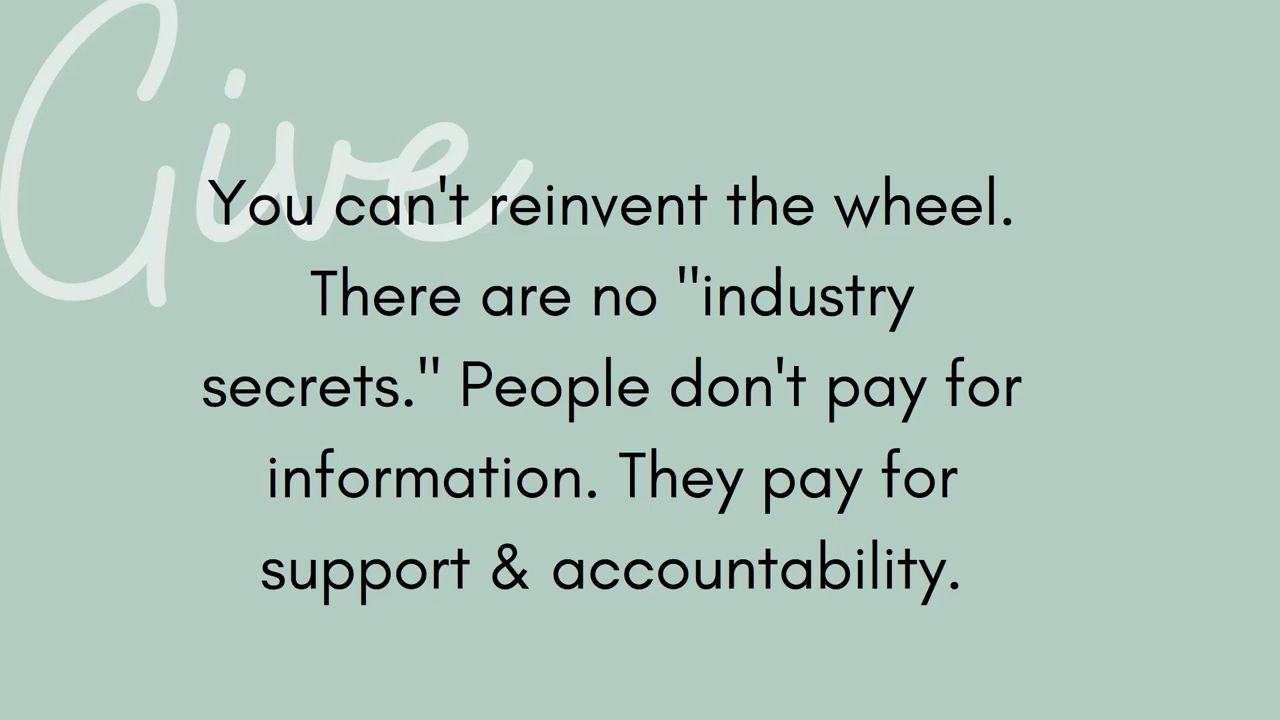 Give
You can't reinvent the wheel.
There are no "industry
secrets." People don't pay for
information. They pay for
support & accountability.